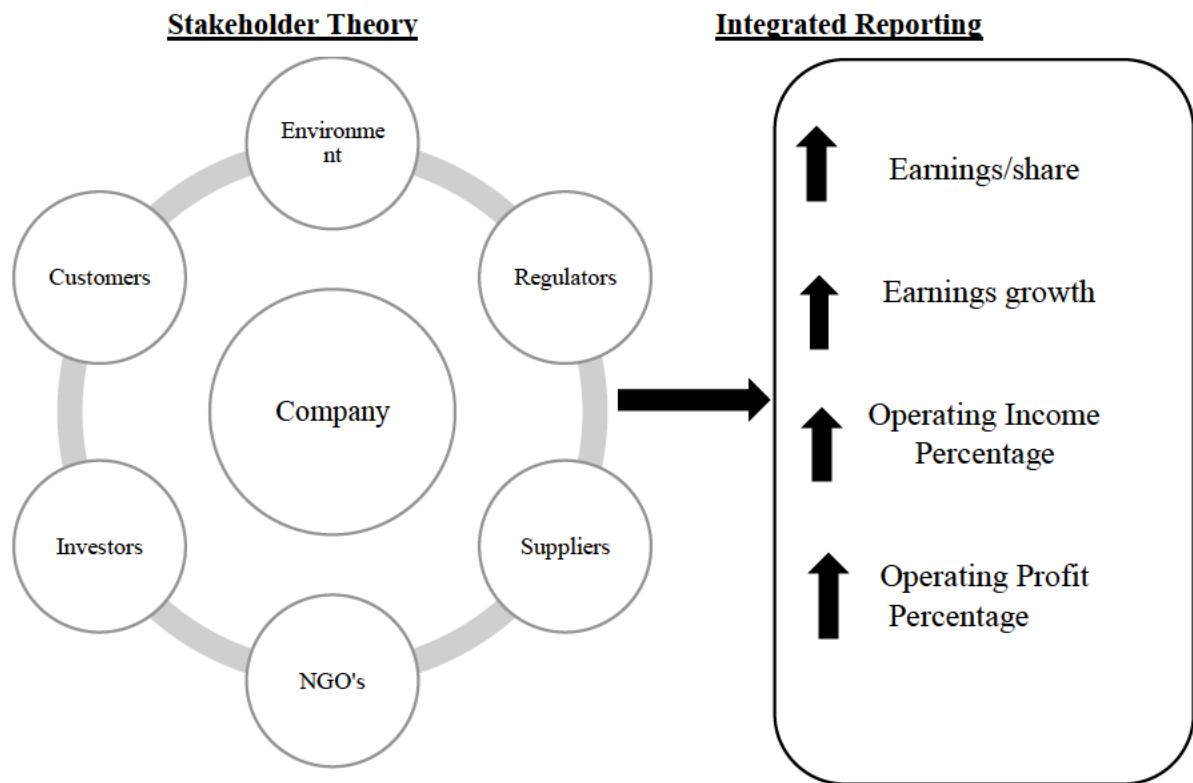 Stakeholder Theory
Integrated Reporting
Environme
nt
Customers
Regulators
Company
Investors
Suppliers
NGO's
Earnings/share
Earnings growth
Operating Income
Percentage
Operating Profit
Percentage